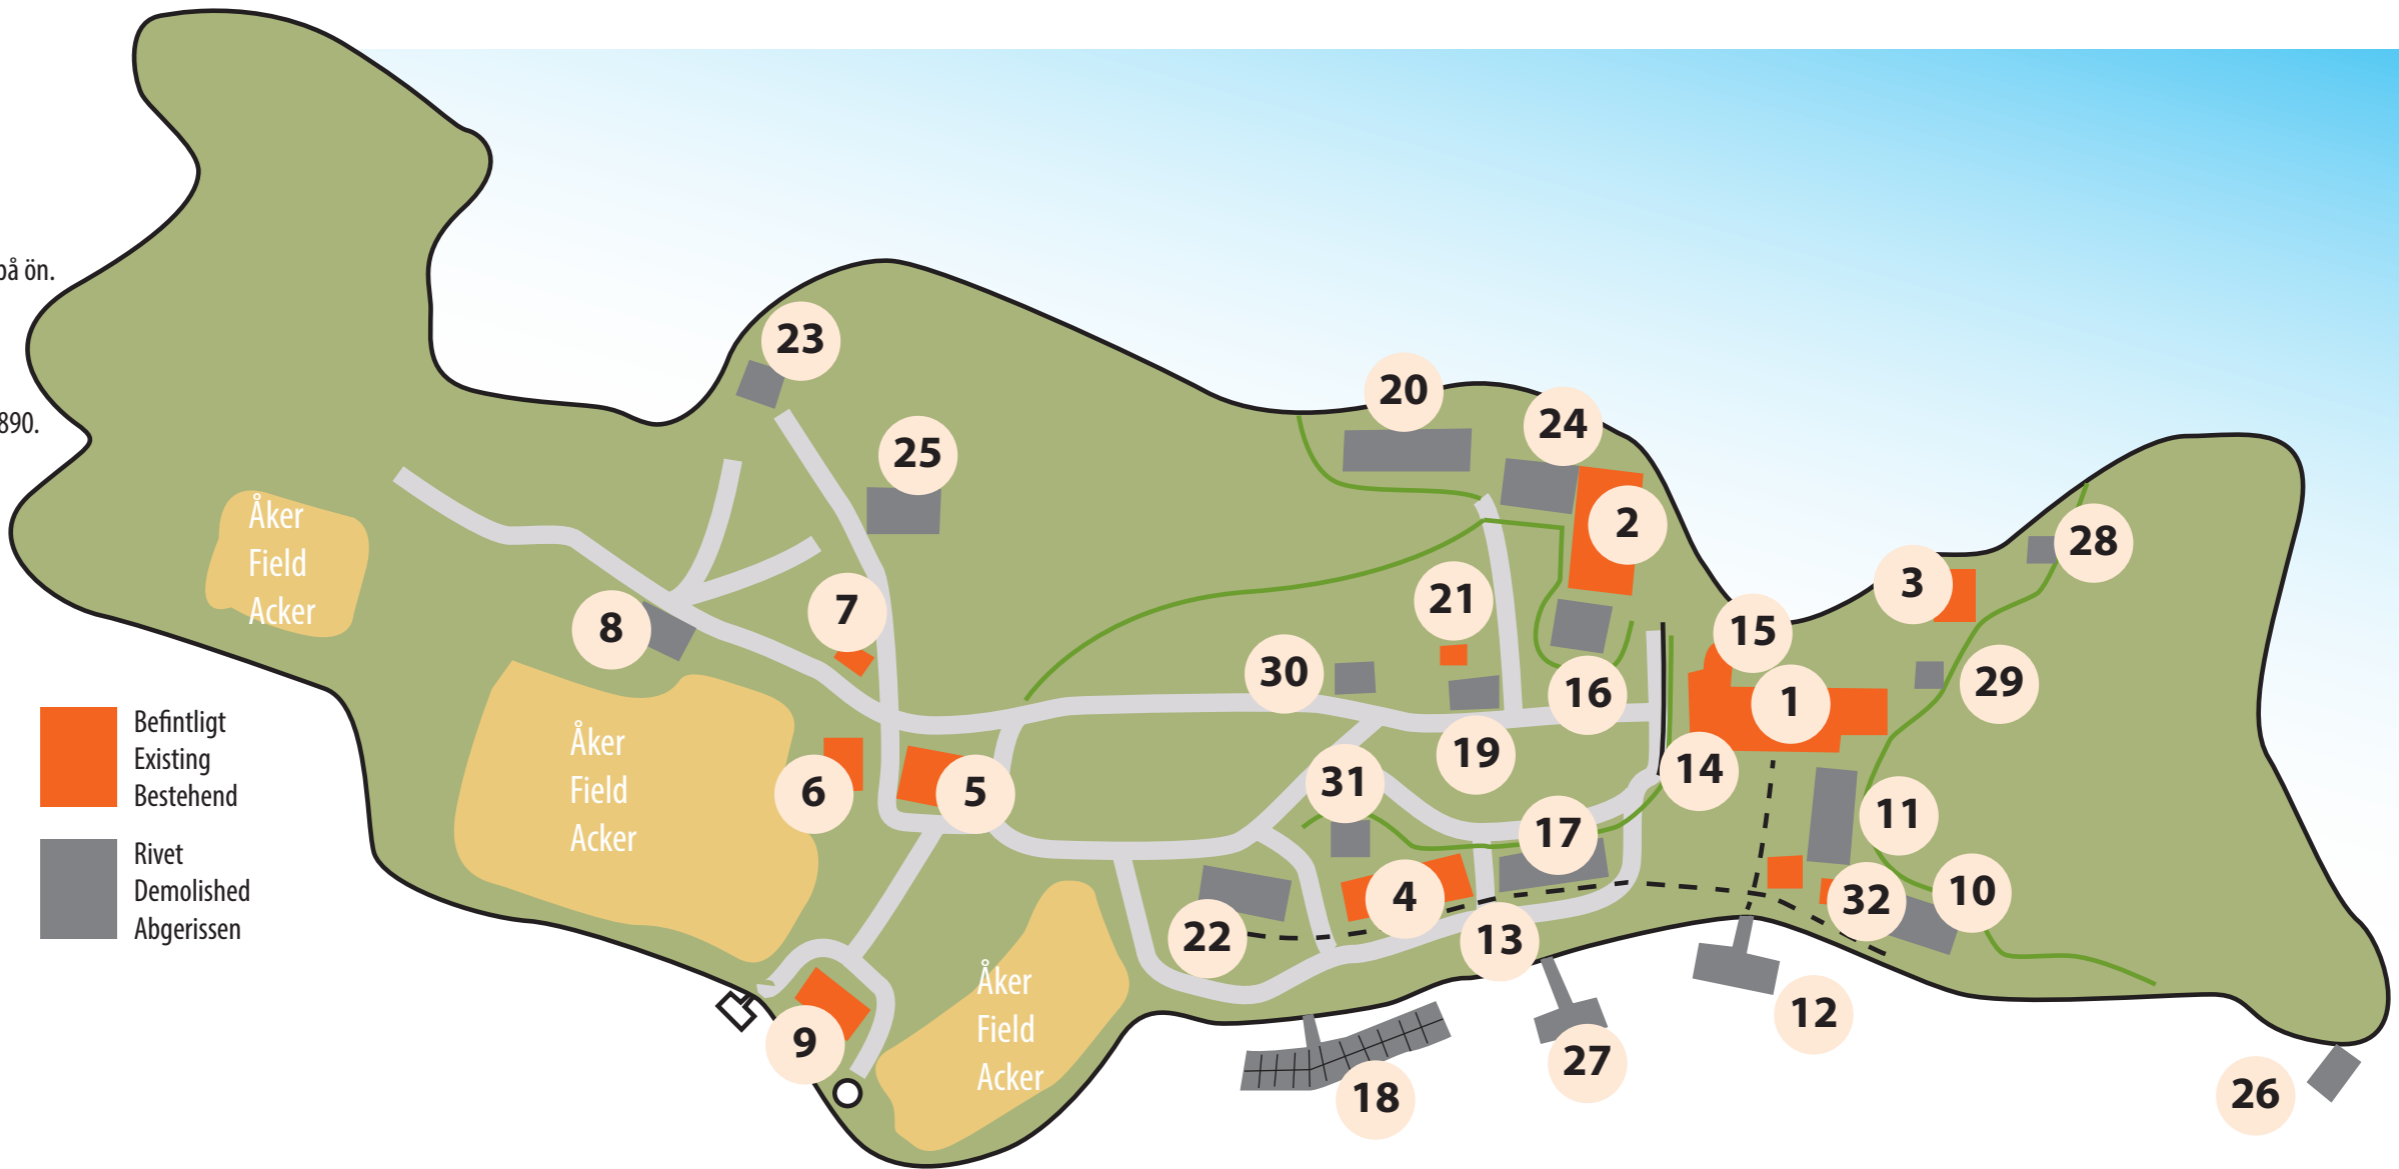 på ön.
890.
23
20
24
25
2
28
Åker
Field
Acker
7
21
3
8
15
30
16
1
29
Befintligt
Existing
Bestehend
Åker
Field
Acker
19
14
6
5
31
17
11
Rivet
Demolished
Abgerissen
4
32
10
22
13
Åker
Field
Acker
12
9
27
18
26